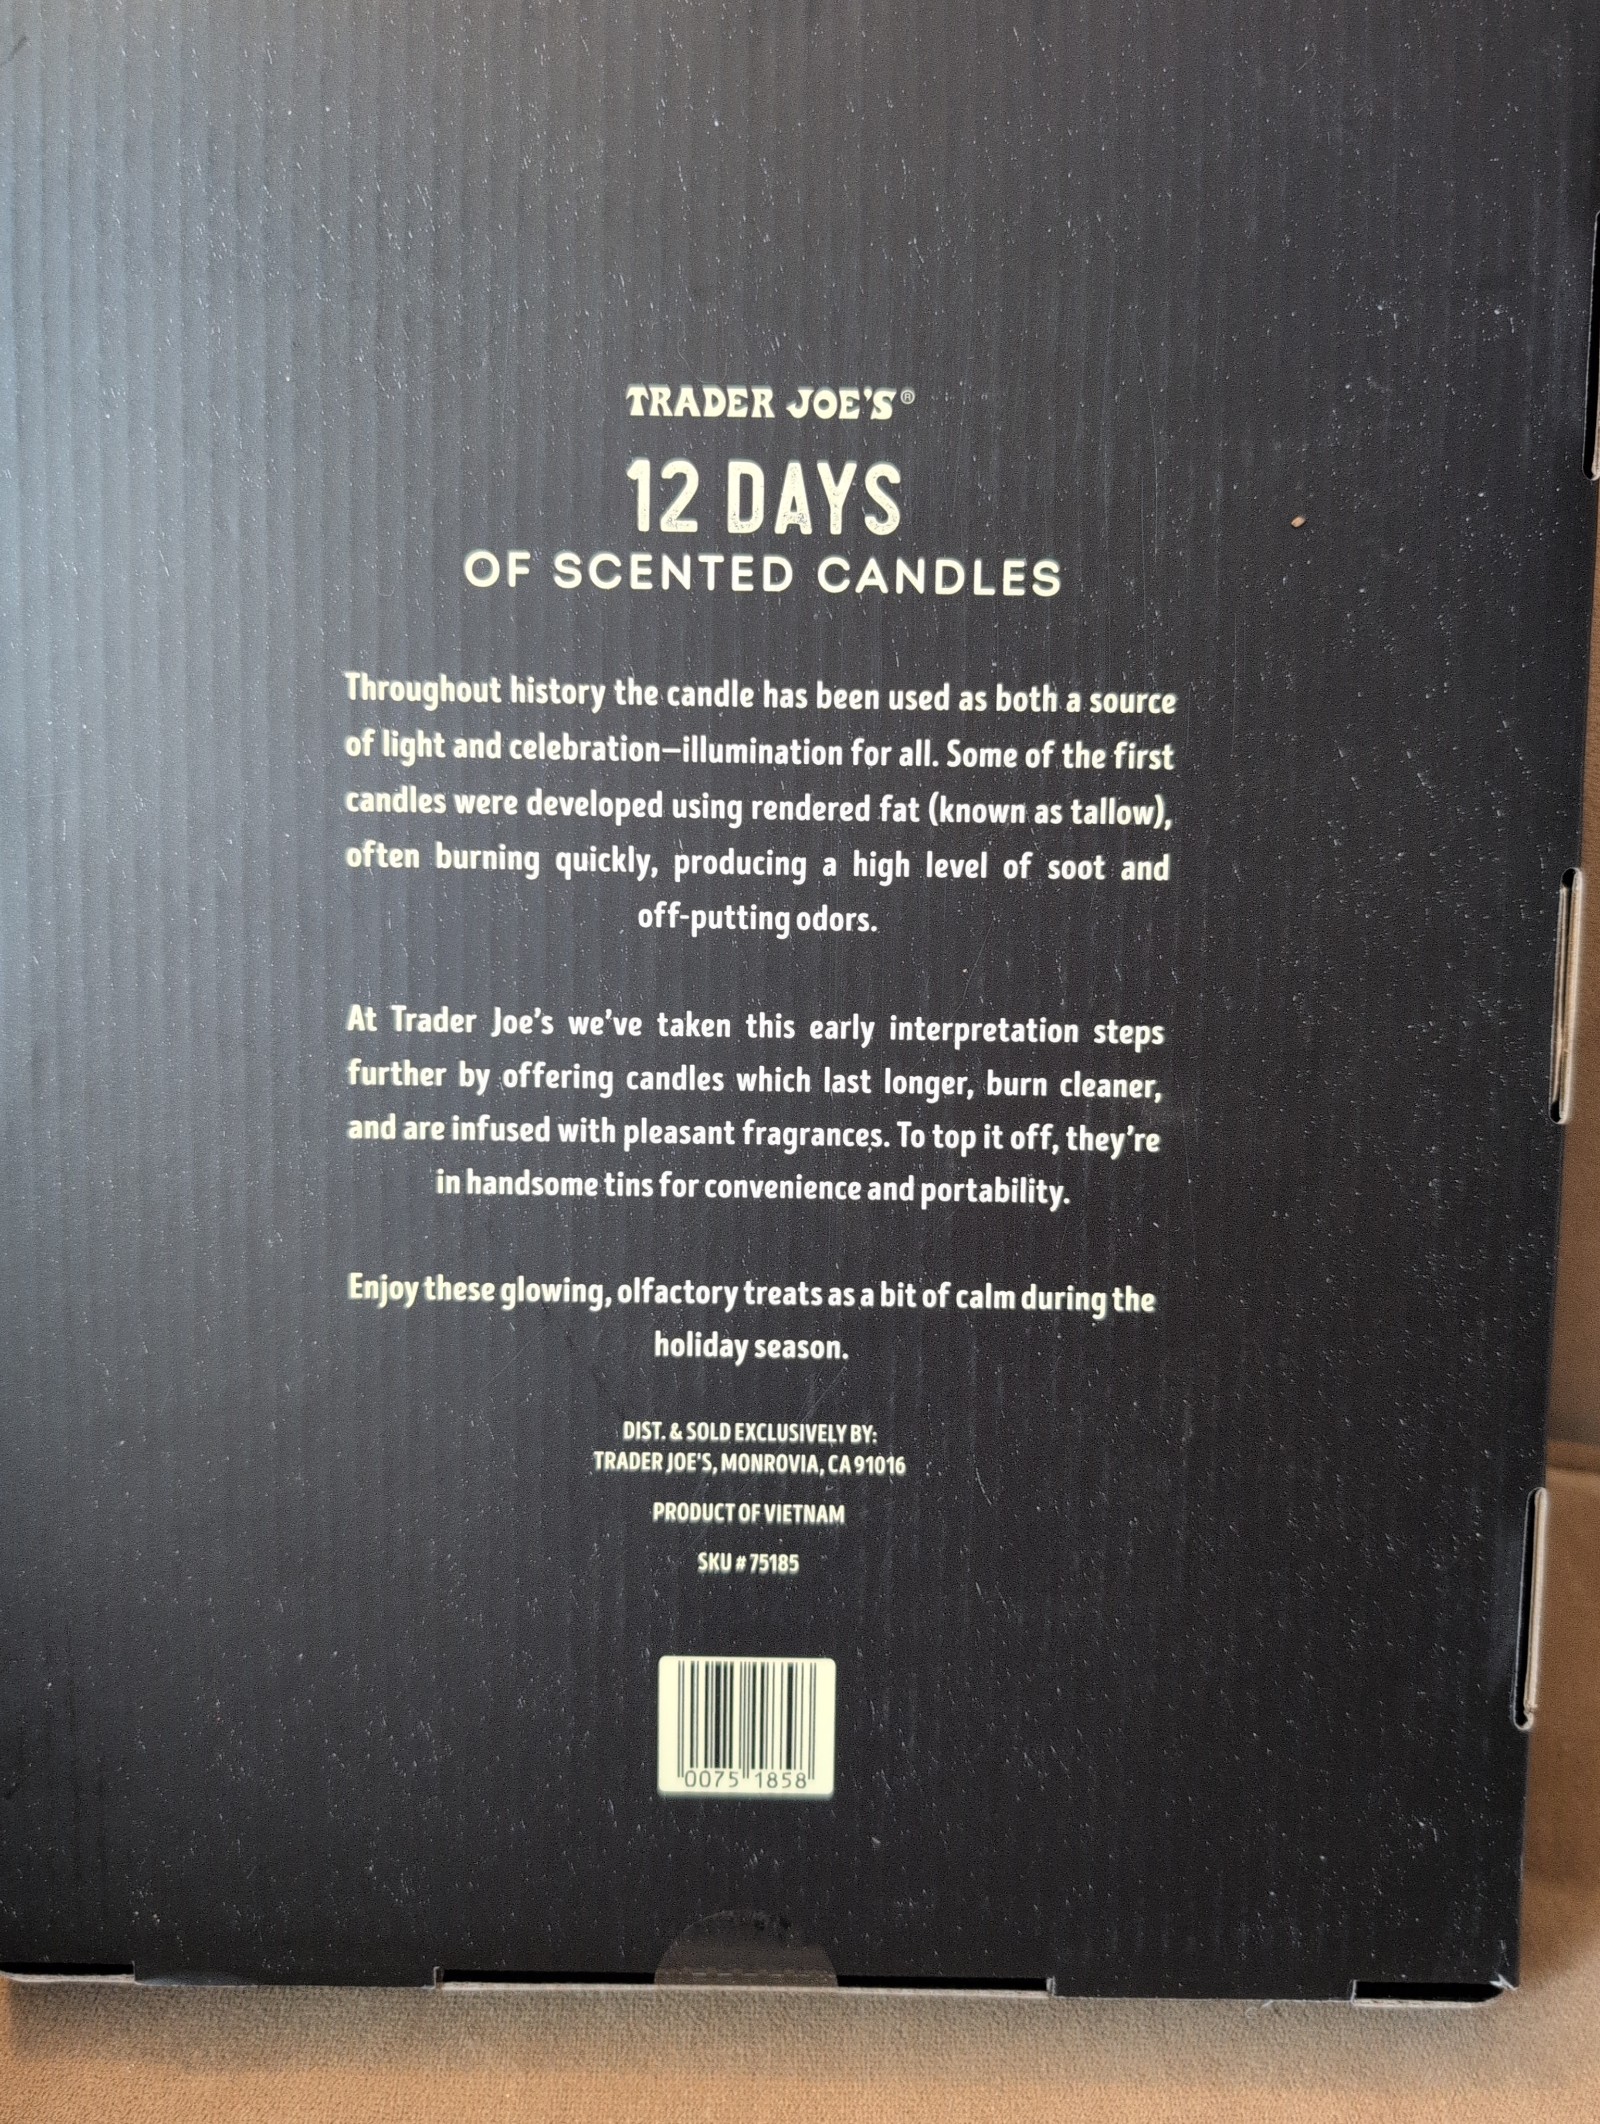 TRADER JOE'S®
12 DAYS
OF SCENTED CANDLES
Throughout history the candle has been used as both a source
of light and celebration—illumination for all. Some of the first
candles were developed using rendered fat (known as tallow),
often burning quickly, producing a high level of soot and
off-putting odors.
At Trader Joe's we've taken this early interpretation steps
further by offering candles which last longer, burn cleaner,
and are infused with pleasant fragrances. To top it off, they're
in handsome tins for convenience and portability.
Enjoy these glowing, olfactory treats as a bit of calm during the
holiday season.
DIST. & SOLD EXCLUSIVELY BY:
TRADER JOE'S, MONROVIA, CA 91016
PRODUCT OF VIETNAM
SKU # 75185
0075 1858